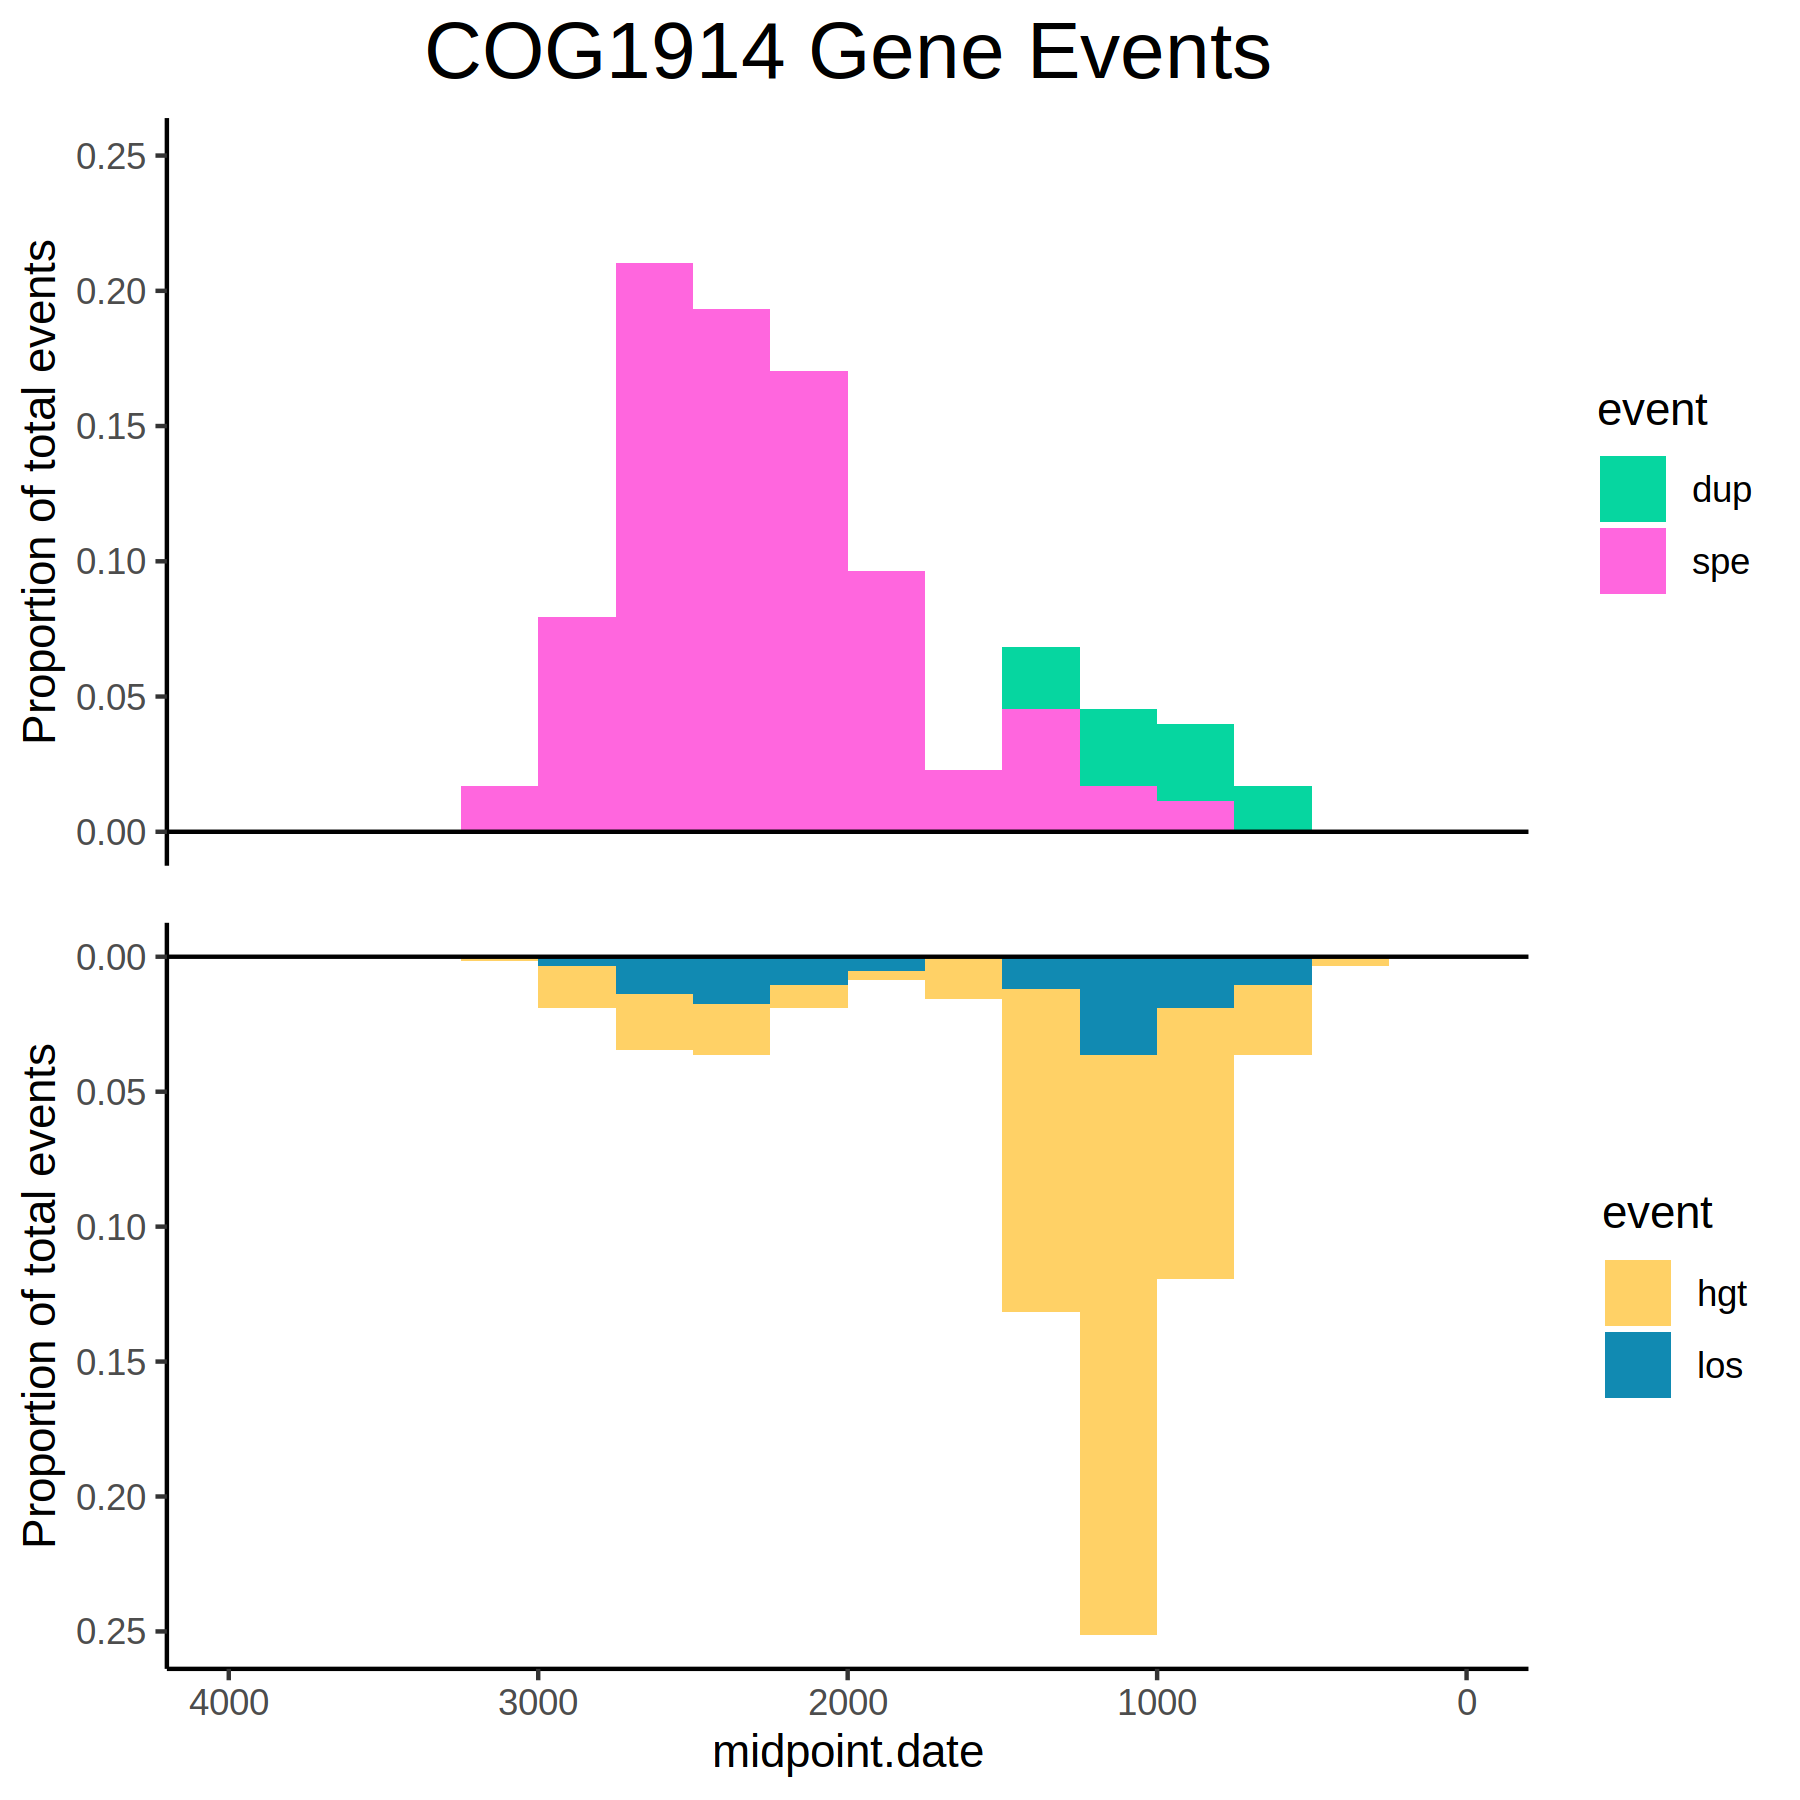 COG1914 Gene Events
Proportion of total events
0.25
0.20
0.15
0.10
0.05
0.00
event
dup
spe
Proportion of total events
0.00
0.05
0.10
0.15
0.20
0.25
event
hgt
los
4000 3000 2000 1000 0
midpoint.date